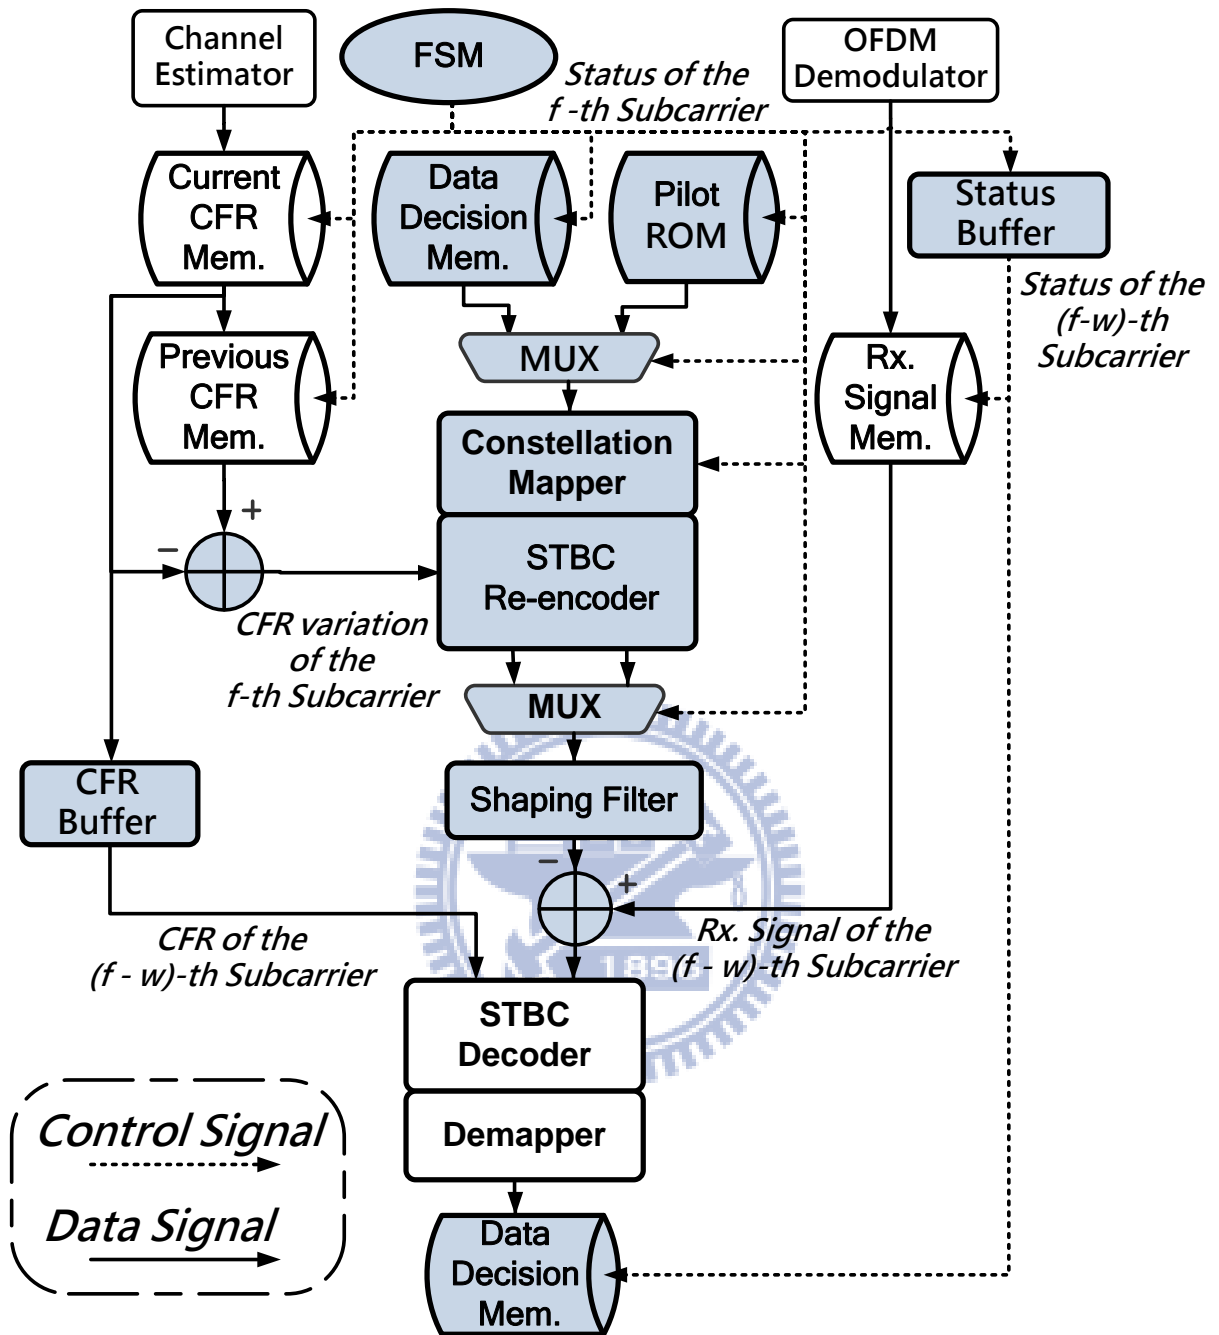 Channel
Estimator
FSM
OFDM
Demodulator
Status of the
f -th Subcarrier
Current
CFR
Mem.
Data
Decision
Mem.
Pilot
ROM
Status
Buffer
Status of the
(f-w)-th
Subcarrier
Previous
CFR
Mem.
MUX
Rx.
Signal
Mem.
Constellation
Mapper
+
−
STBC
Re-encoder
CFR variation
of the
f-th Subcarrier
MUX
CFR
Buffer
Shaping Filter
−
+
CFR of the
(f - w)-th Subcarrier
Rx. Signal of the
(f - w)-th Subcarrier
1896
STBC
Decoder
Demapper
Control Signal
Data Signal
Data
Decision
Mem.